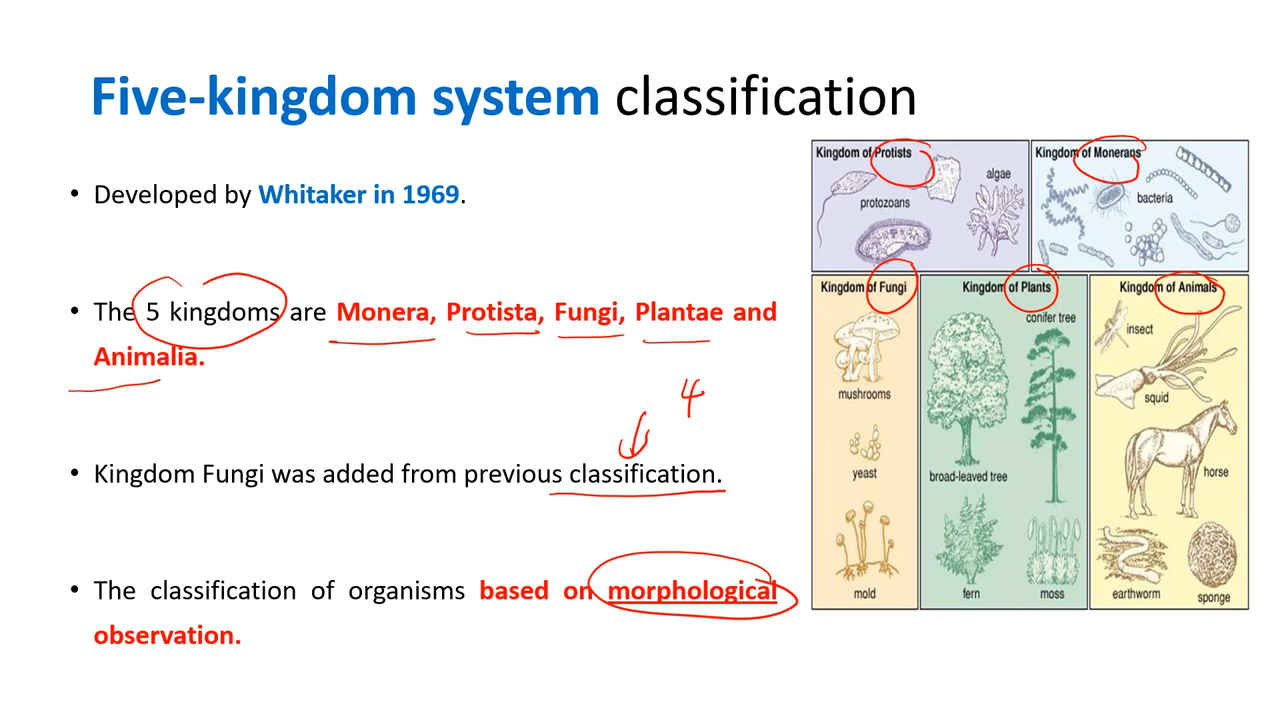 Five-kingdom system classification
• Developed by Whitaker in 1969.
• The 5 kingdoms are Monera, Protista, Fungi, Plantae and
Animalia.
4
• Kingdom Fungi was added from previous classification.
• The classification of organisms based on morphological
observation.
Kingdom of Protists
protozoans
algae
Kingdom of Monerans
bacteria
Kingdom of Fungi
mushrooms
yeast
mold
Kingdom of Plants
conifer tree
broad-leaved tree
fern
moss
Kingdom of Animals
insect
squid
horse
earthworm
sponge